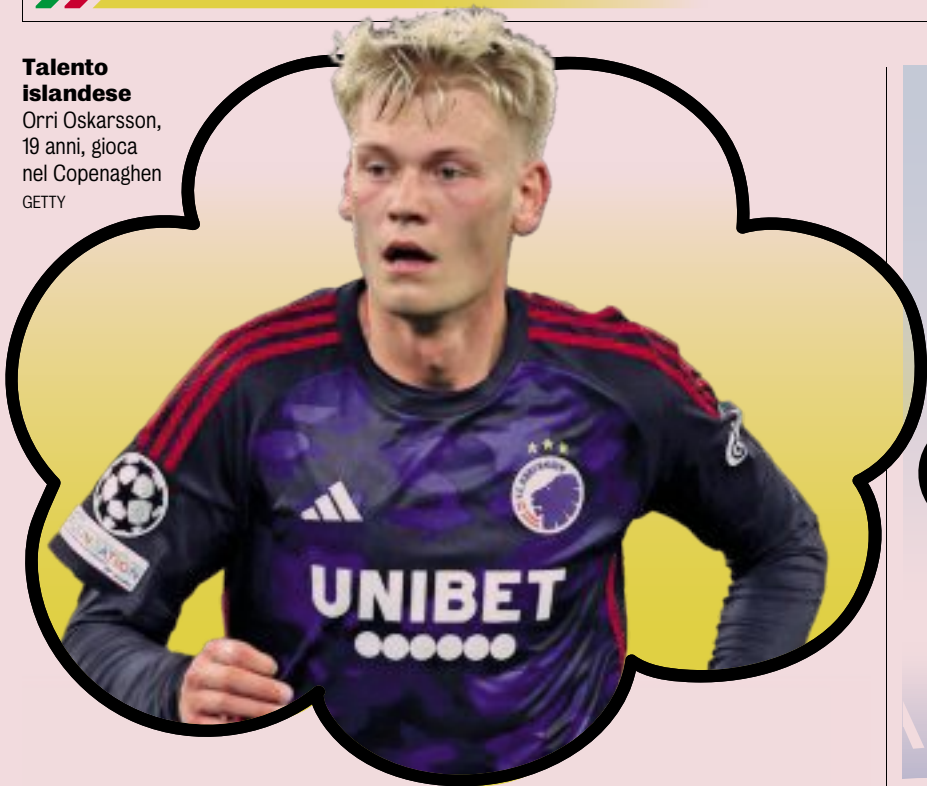 Talento
islandese
Orri Oskarsson,
19 anni, gioca
nel Copenaghen
GETTY
UNIBET